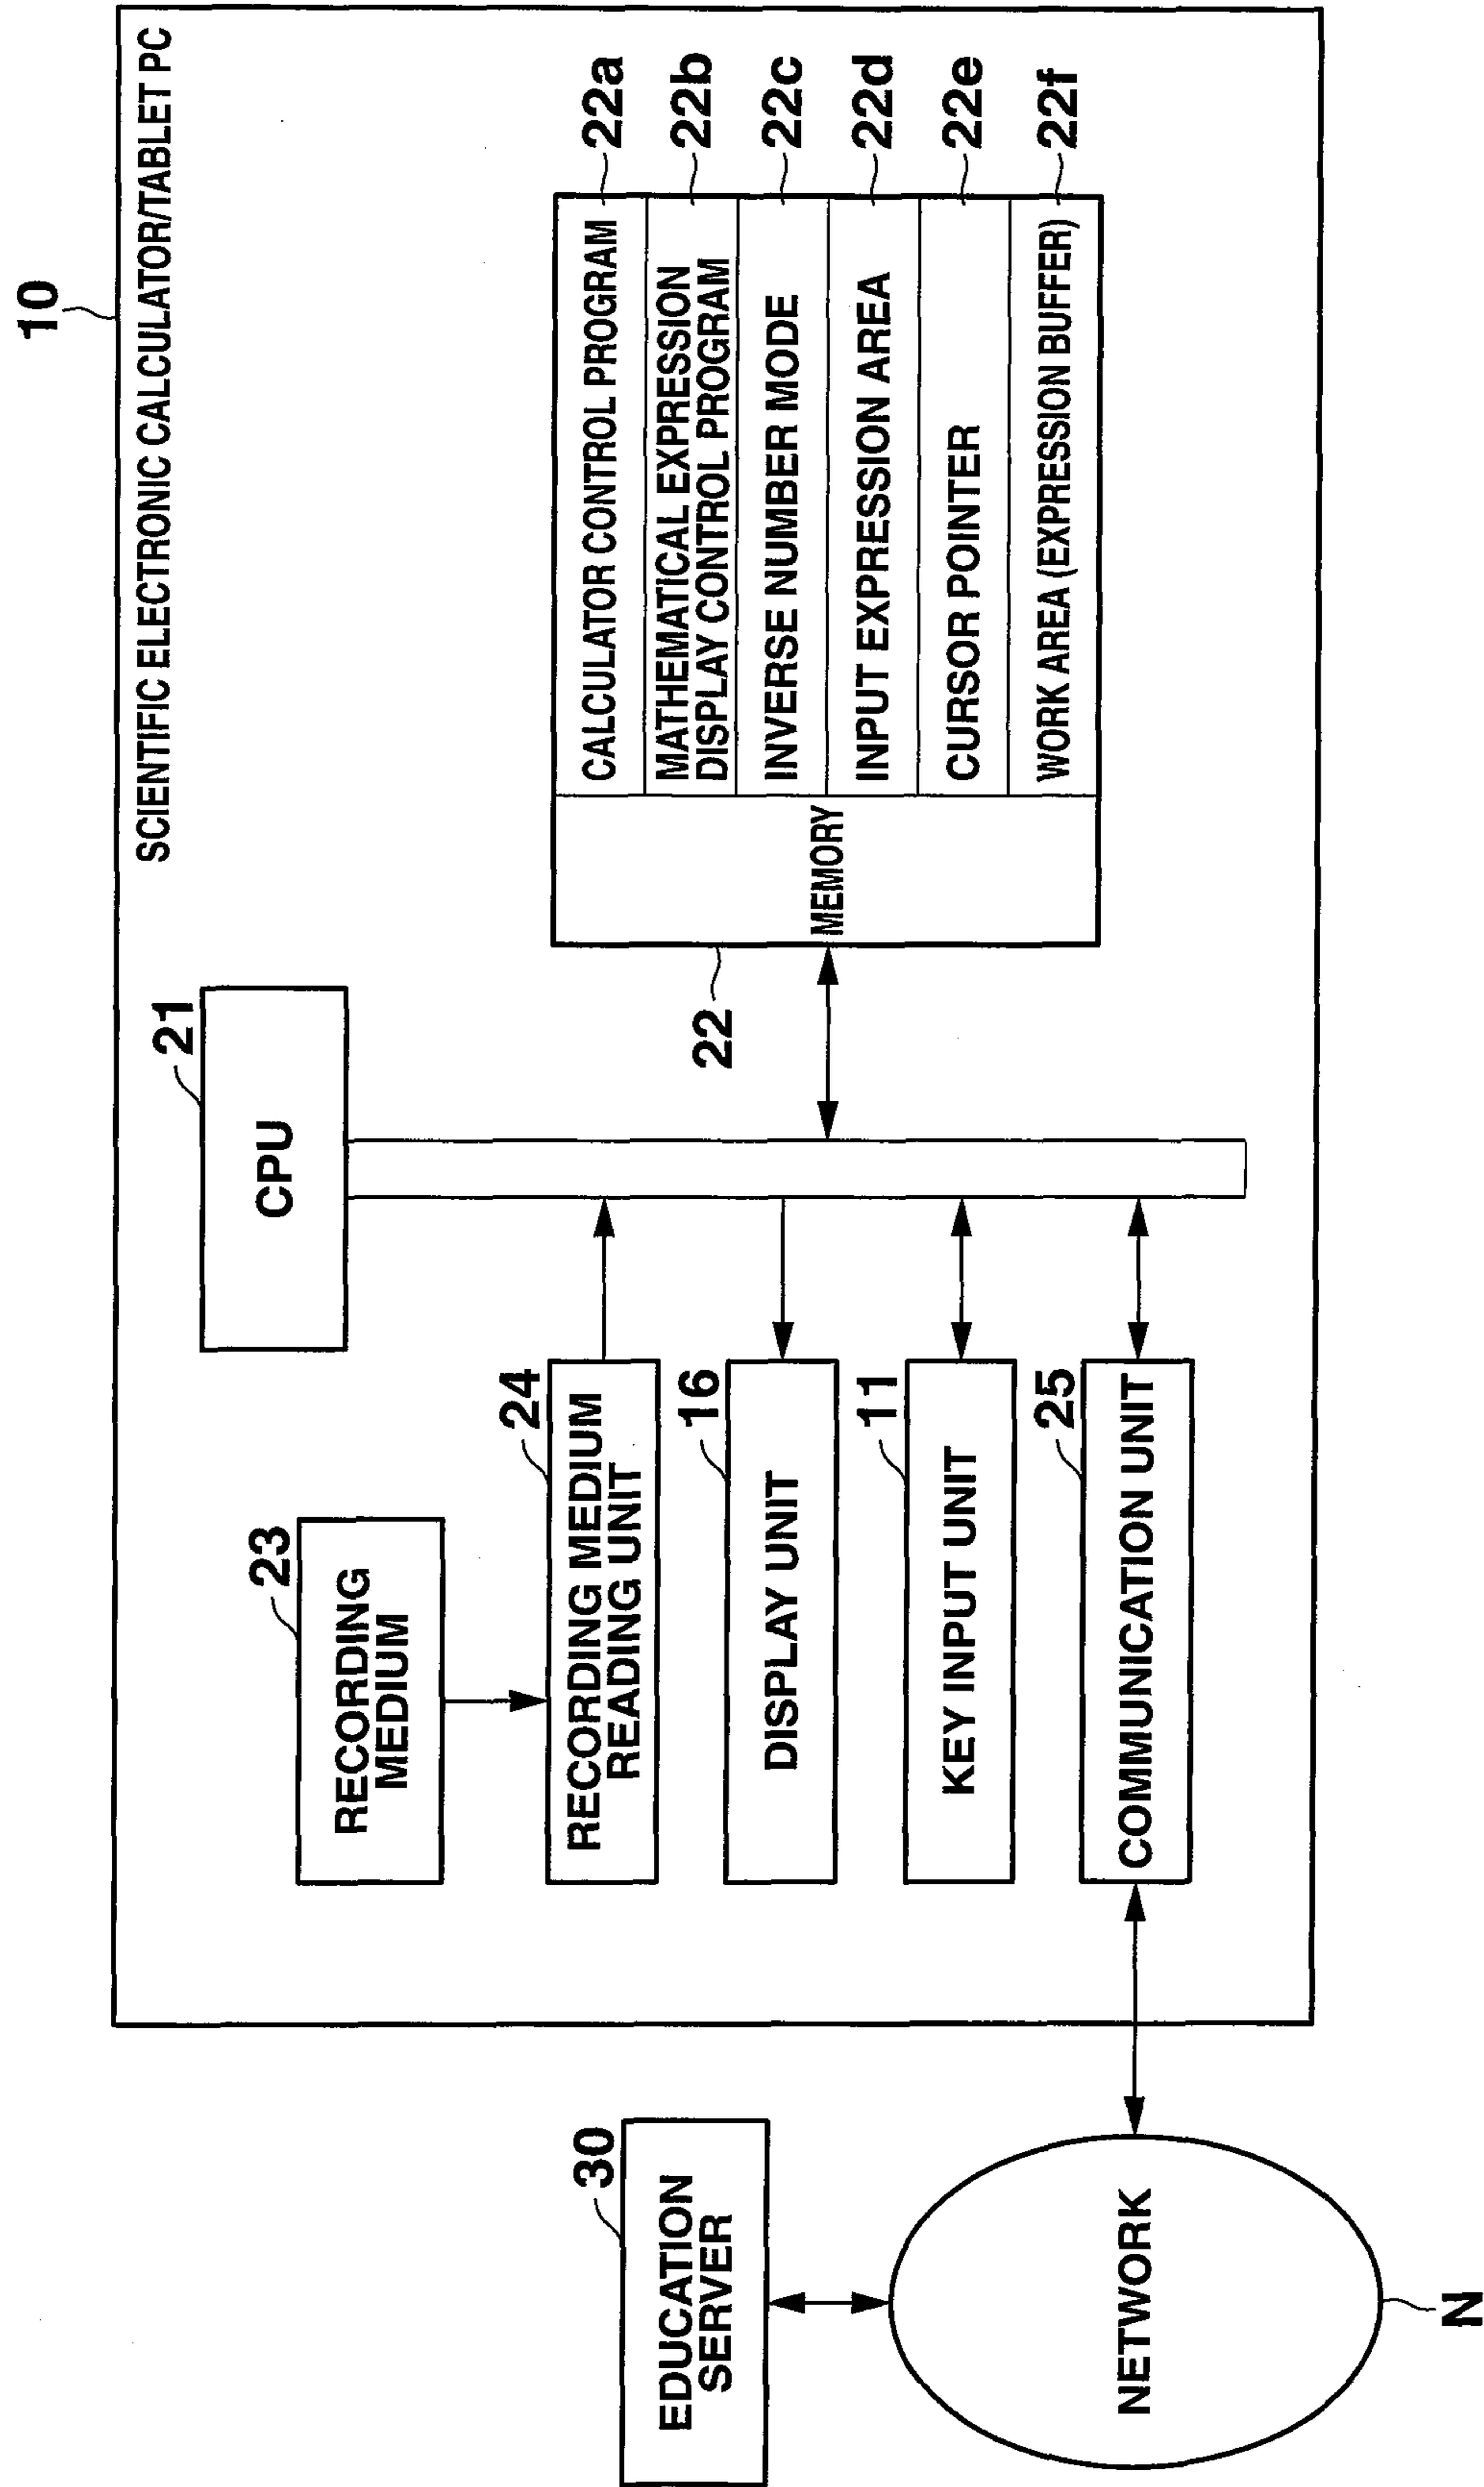 10
SCIENTIFIC ELECTRONIC CALCULATOR/TABLET PC
21
CPU
23
RECORDING
MEDIUM
24
RECORDING MEDIUM
READING UNIT
16
DISPLAY UNIT
11
KEY INPUT UNIT
25
COMMUNICATION UNIT
22
MEMORY
CALCULATOR CONTROL PROGRAM
22a
MATHEMATICAL EXPRESSION
DISPLAY CONTROL PROGRAM
22b
INVERSE NUMBER MODE
22c
INPUT EXPRESSION AREA
22d
CURSOR POINTER
22e
WORK AREA (EXPRESSION BUFFER)
22f
30
EDUCATION
SERVER
NETWORK
N